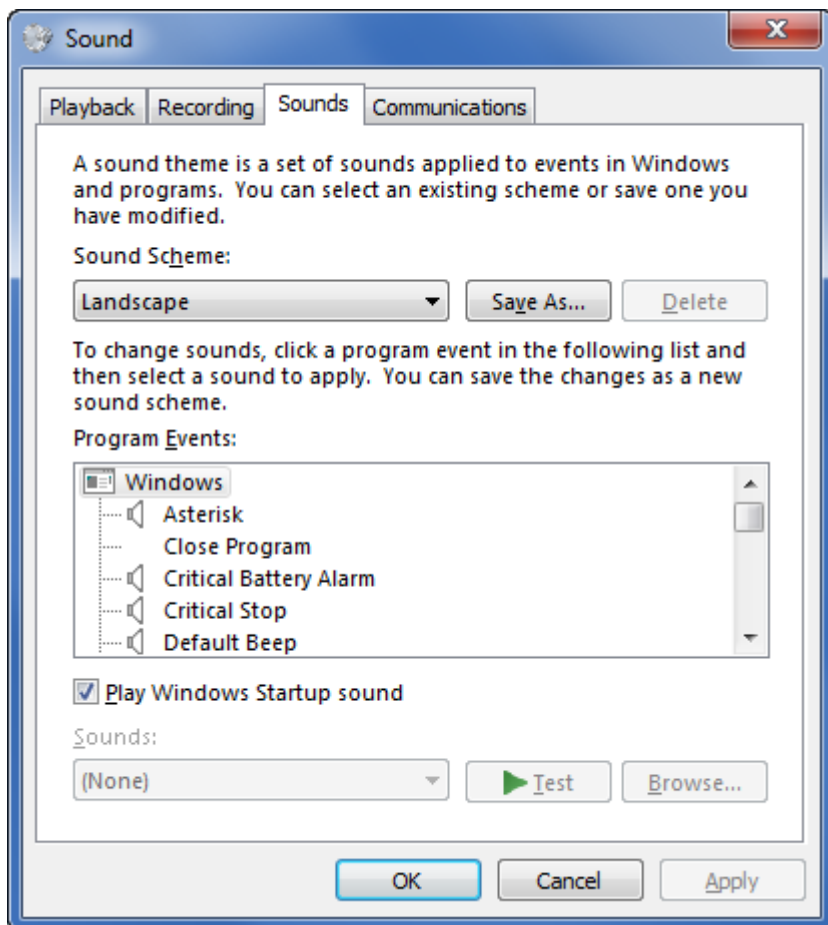 Sound
Playback Recording Sounds Communications
A sound theme is a set of sounds applied to events in Windows
and programs. You can select an existing scheme or save one you
have modified.
Sound Scheme:
Landscape Save As... Delete
To change sounds, click a program event in the following list and
then select a sound to apply. You can save the changes as a new
sound scheme.
Program Events:
Windows
Asterisk
Close Program
Critical Battery Alarm
Critical Stop
Default Beep
Play Windows Startup sound
Sounds:
(None) Test Browse...
OK Cancel Apply